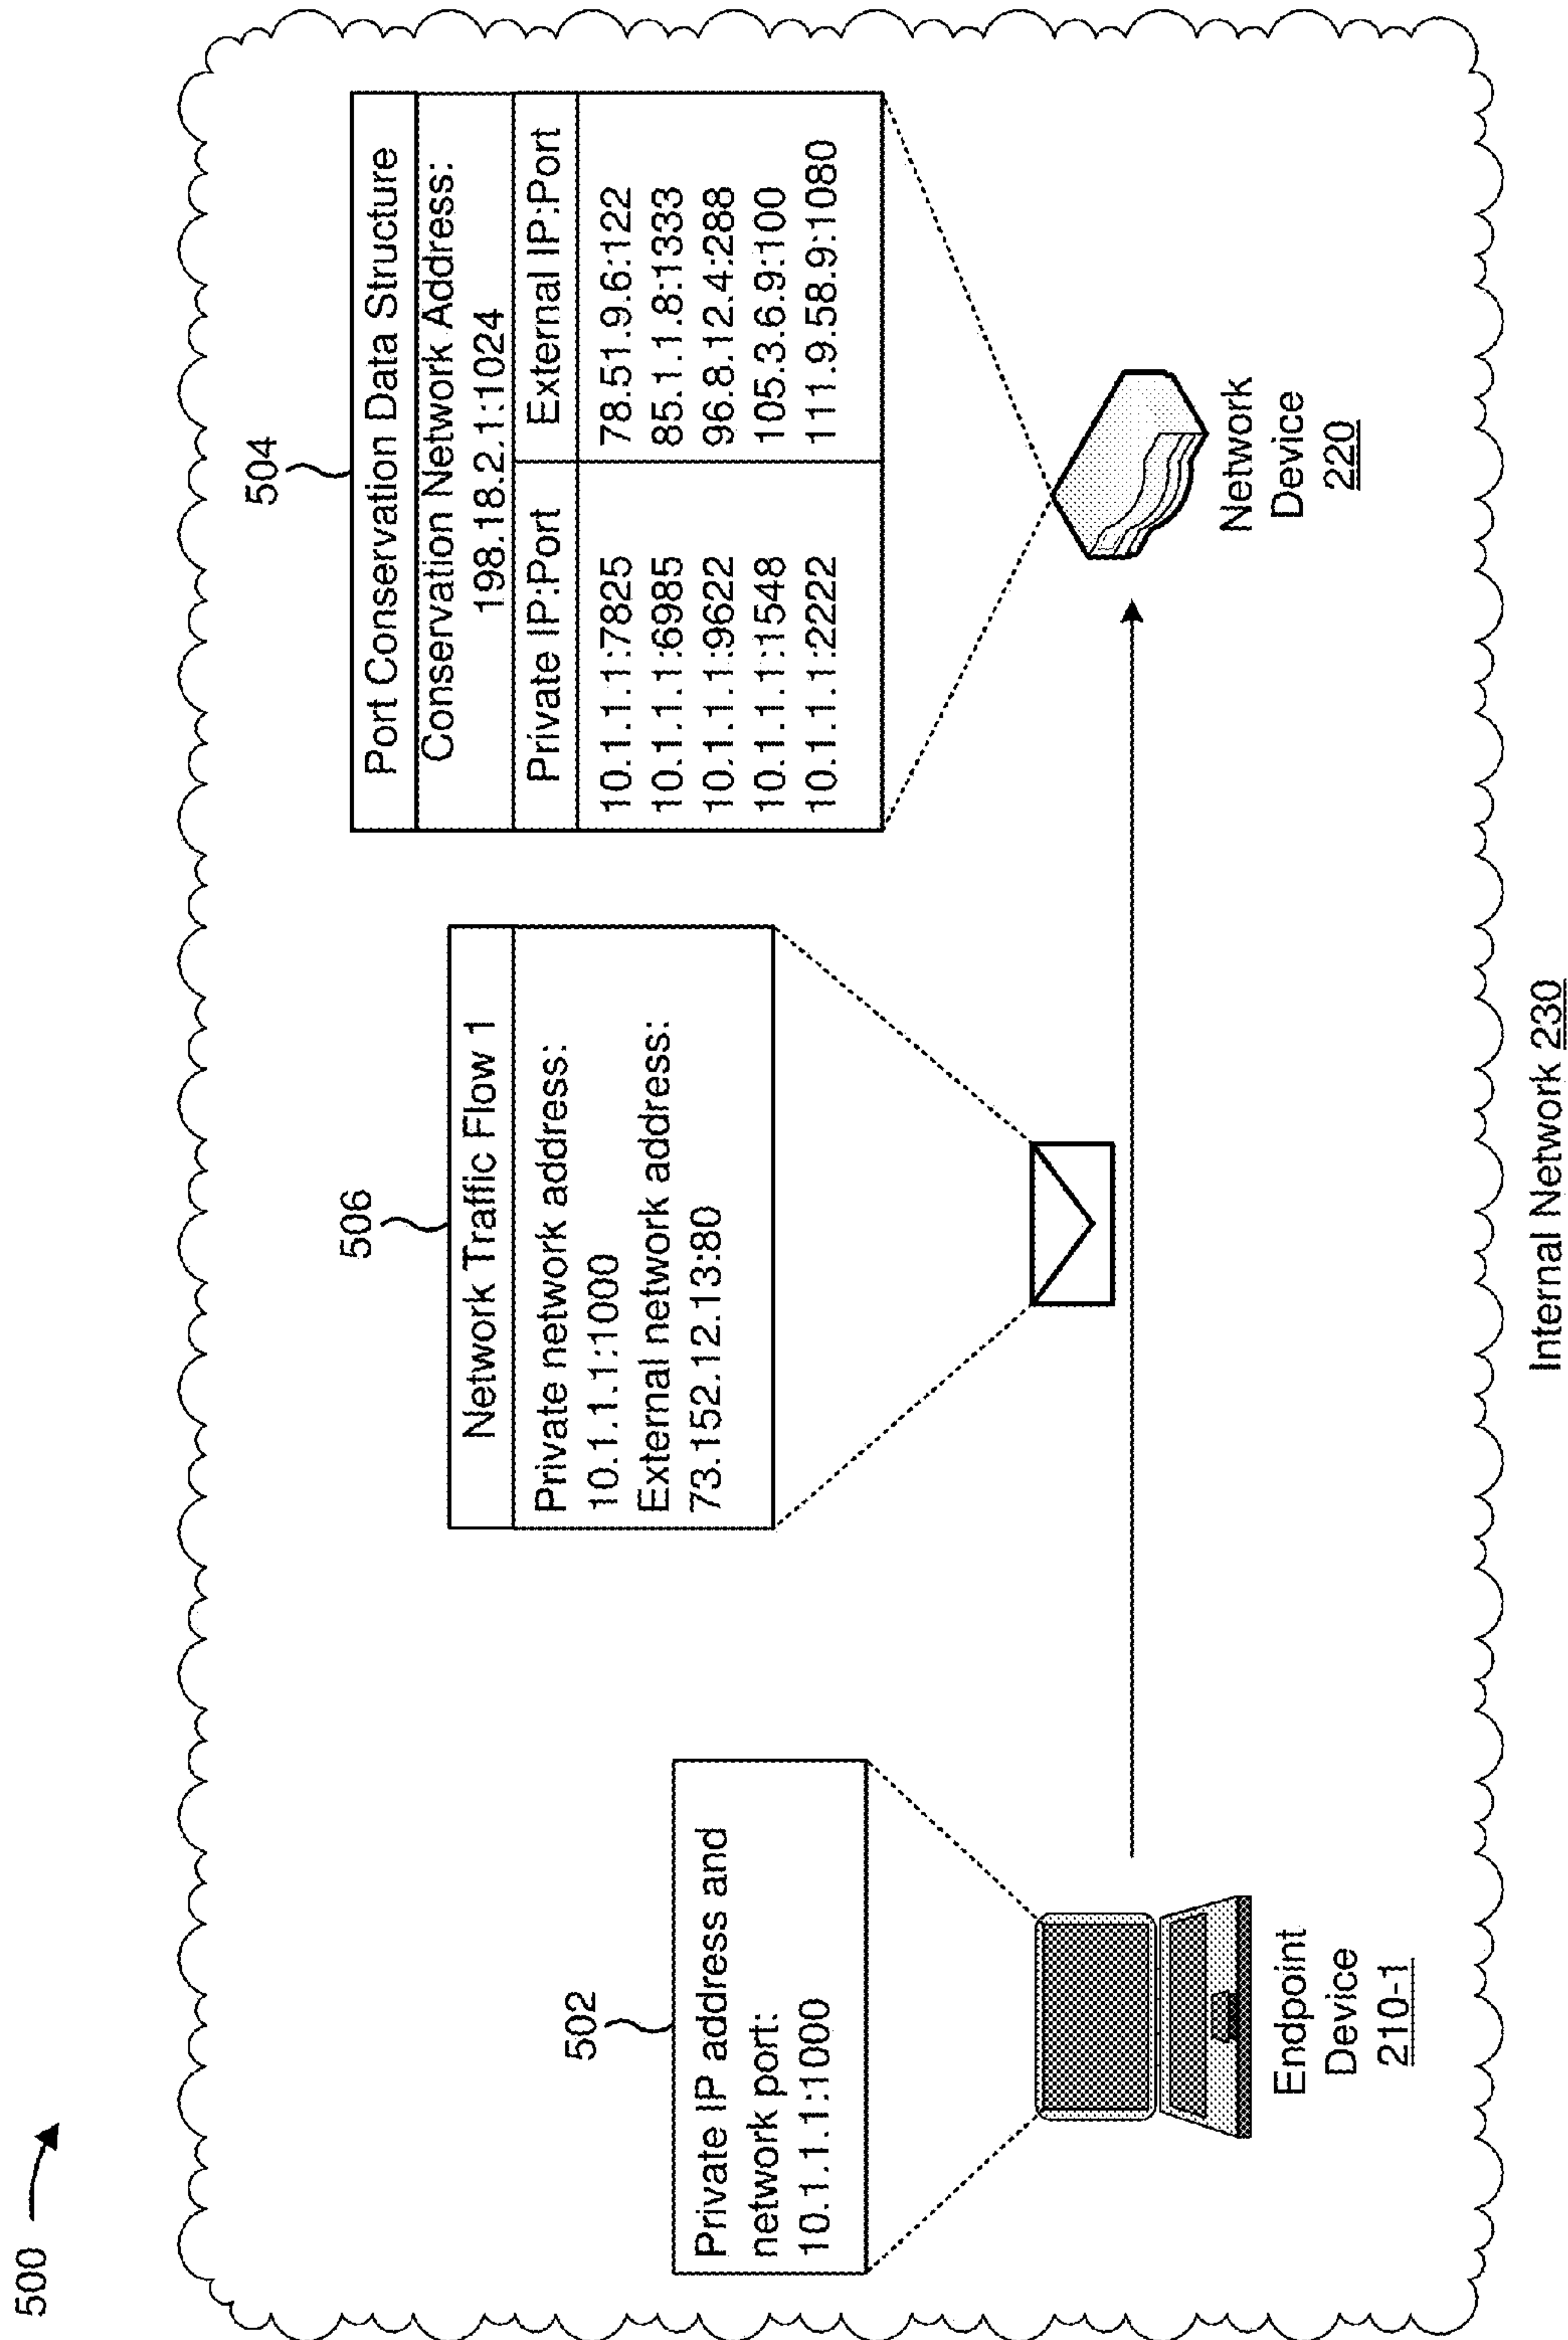 500
502
Private IP address and
network port:
10.1.1.1:1000
Endpoint
Device
210-1
506
Network Traffic Flow 1
Private network address:
10.1.1.1:1000
External network address:
73.152.12.13:80
504
Port Conservation Data Structure
Conservation Network Address:
198.18.2.1:1024
Private IP:Port External IP:Port
10.1.1.1:7825 78.51.9.6:122
10.1.1.1:6985 85.1.1.8:1333
10.1.1.1:9622 96.8.12.4:288
10.1.1.1:1548 105.3.6.9:100
10.1.1.1:2222 111.9.58.9:1080
Network
Device
220
Internal Network 230